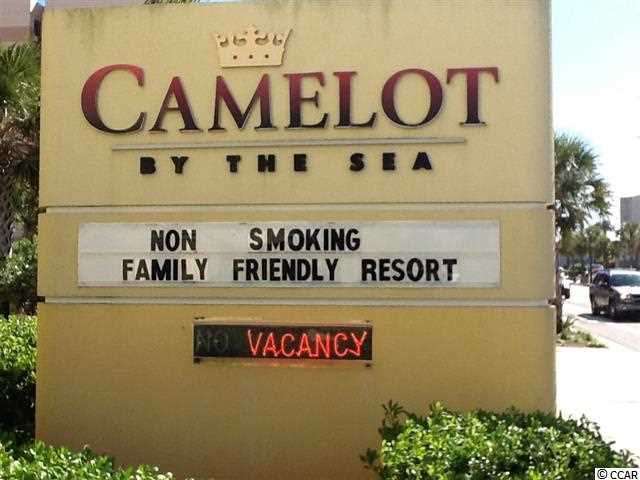 CAMELOT
BY THE SEA
NON SMOKING
FAMILY FRIENDLY RESORT
NO VACANCY
© CCAR